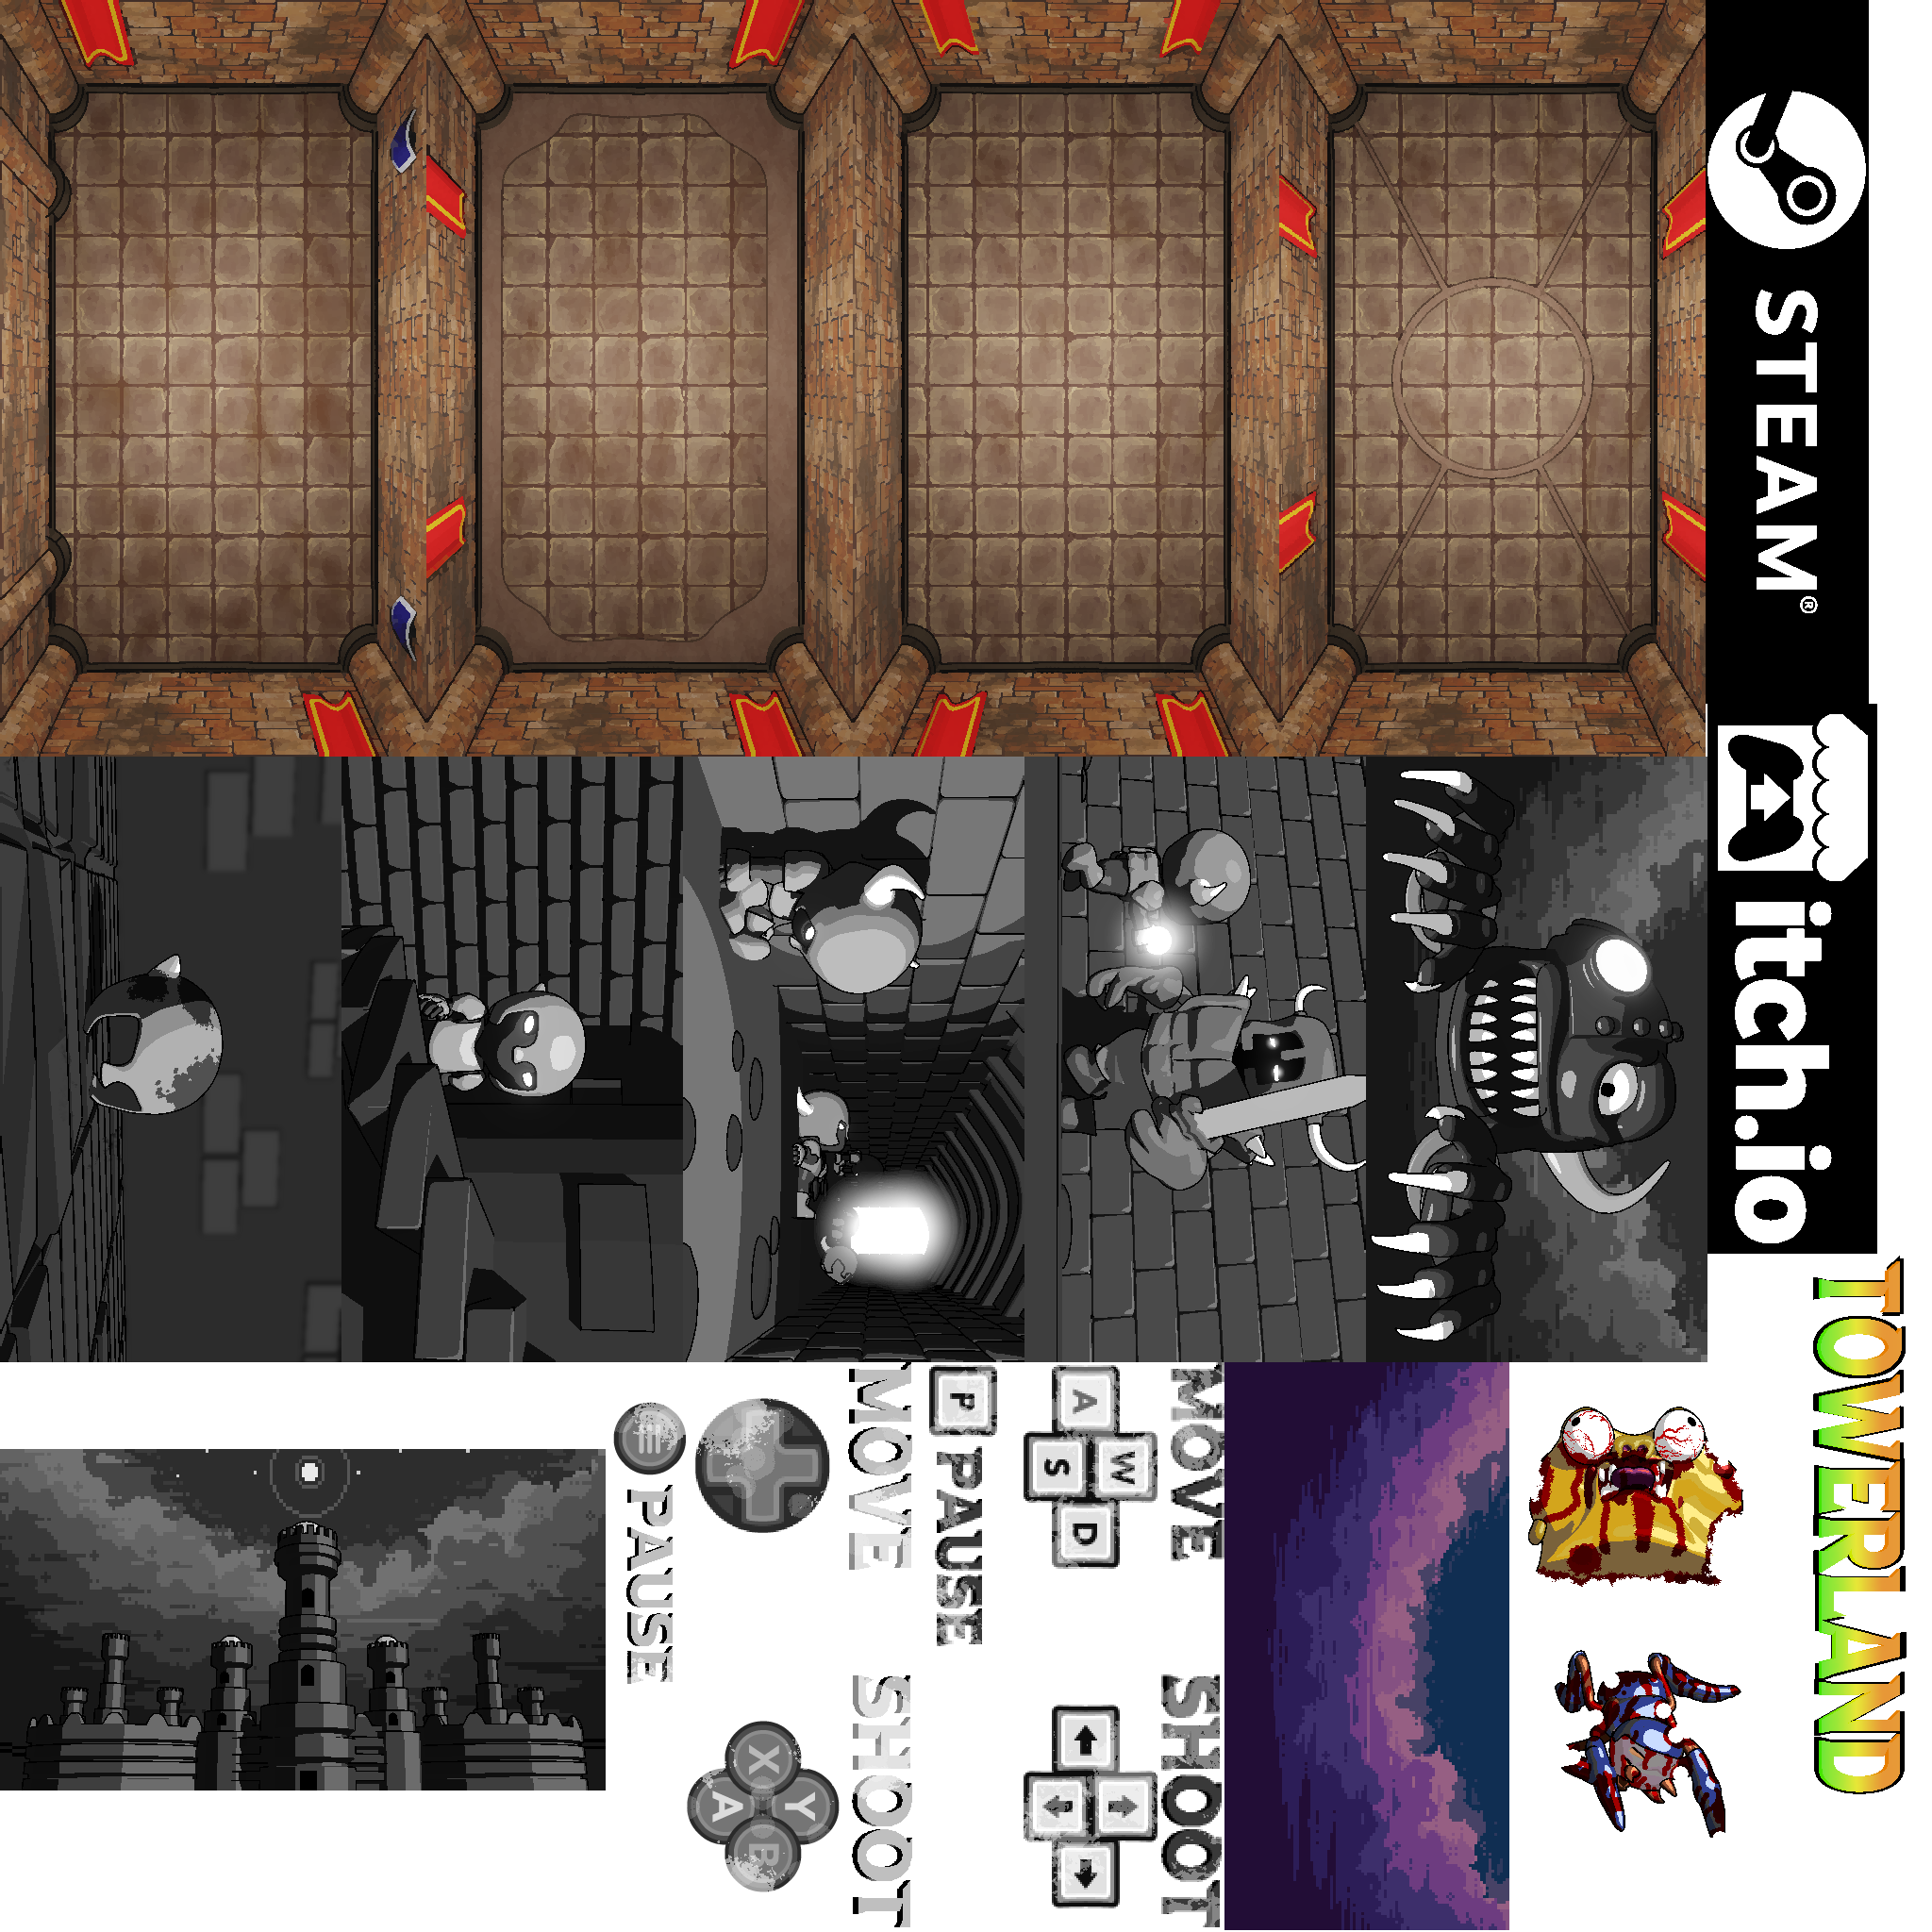 STEAM®
itch.io
TOWERLAND
MOVE
W
A
S
D
SHOOT
P PAUSE
MOVE
SHOOT
X
Y
A
B
PAUSE